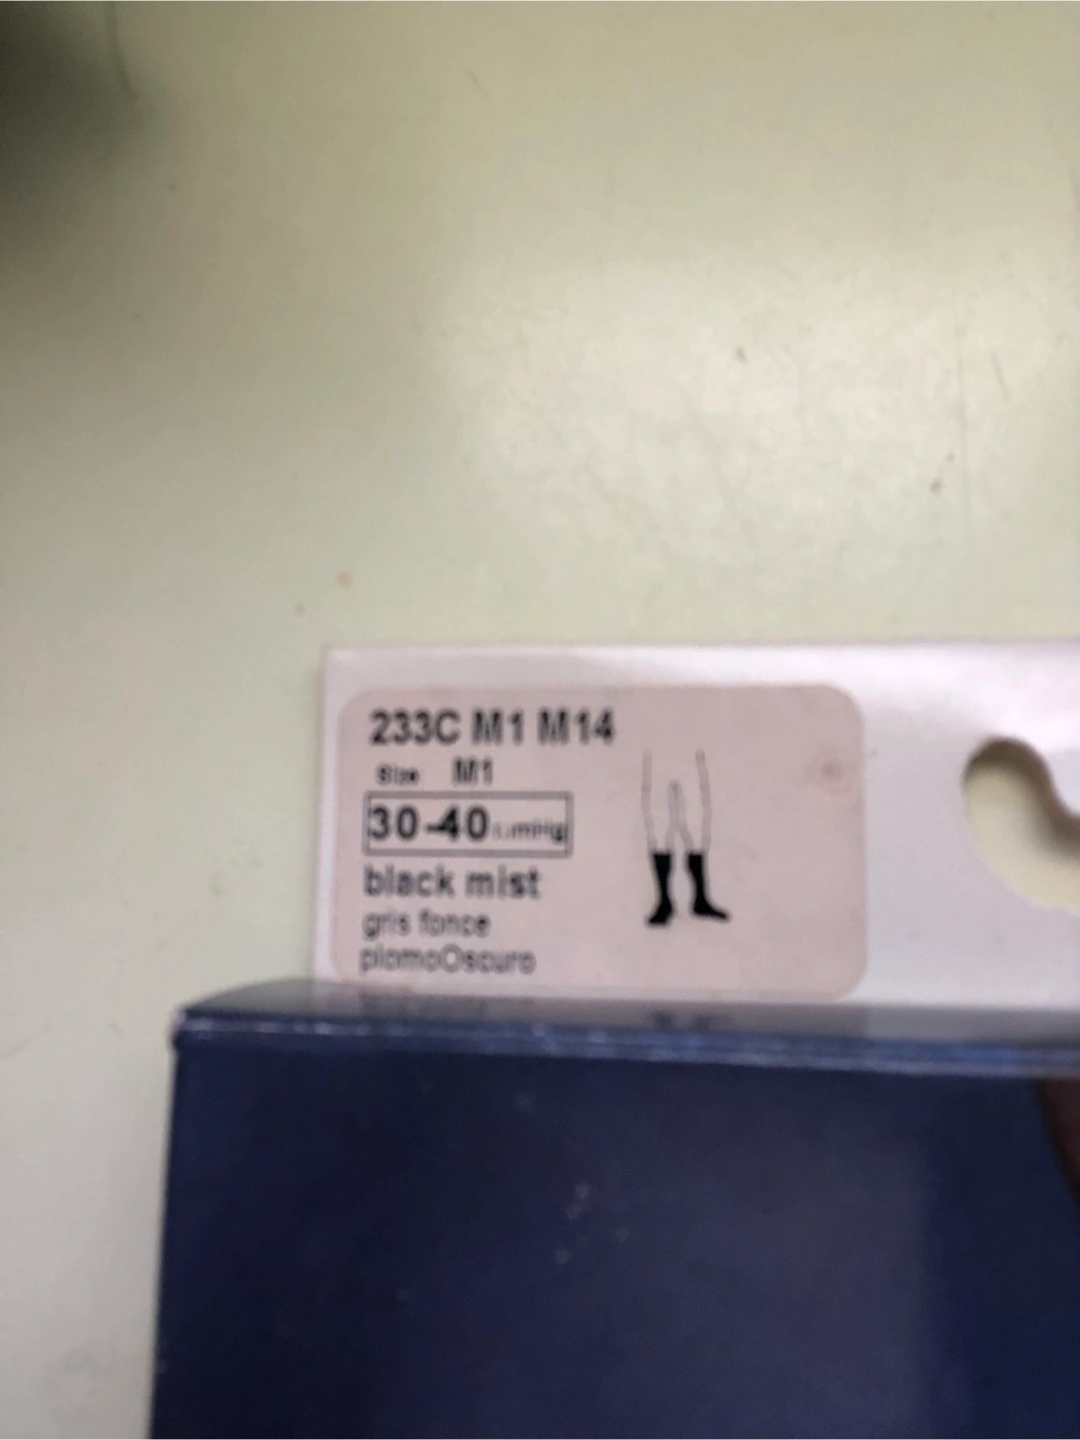 233C M1 M14
Size M1
30-40 mmHg
black mist
gris fonce
plomoOscuro